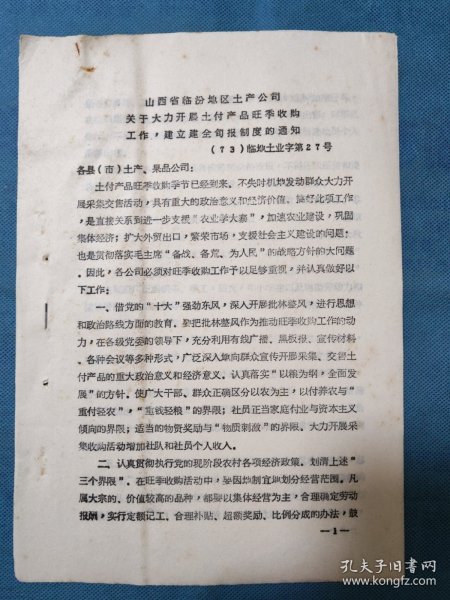 山西省临汾地区土产公司
关于大力开展土付产品旺季收购
工作，建立健全旬报制度的通知
（73）临地土业字第27号
各县（市）土产、果品公司：
土付产品旺季收购季节已经到来。不失时机地发动群众大力开
展采集交售活动，具有重大的政治意义和经济价值。搞好此项工作，
是直接关系到进一步支援“农业学大寨”，加速农业建设，巩固
集体经济；扩大外贸出口，繁荣市场，支援社会主义建设的问题；
也是贯彻落实毛主席“备战、备荒、为人民”的战略方针的大问题
。因此，各公司必须对旺季收购工作予以足够重视，并认真做好以
下工作：
一、借党的“十大”强劲东风，深入开展批林整风，进行思想
和政治路线方面的教育。要把批林整风作为推动旺季收购工作的动
力，在各级党委的领导下，充分利用有线广播、黑板报、宣传材料
、各种会议等多种形式，广泛深入地向群众宣传开展采集、交售土
付产品的重大政治意义和经济意义。认真落实“以粮为纲，全面发
展”的方针。使广大干部、群众正确区分以农为主，以付养农与“
重付轻农”，“重钱轻粮”的界限；社员正当家庭付业与资本主义
倾向的界限；适当的物资奖励与“物质刺激”的界限。大力开展采
集收购活动增加社队和社员个人收入。
二、认真贯彻执行党的现阶段农村各项经济政策。划清上述“
三个界限”。在旺季收购活动中，要因地制宜地划分经营范围。凡
属大宗的、价值较高的品种，都要以集体经营为主，合理确定劳动
报酬，实行定额记工、合理补贴、超额奖励、比例分成的办法，鼓
—1—
孔夫子旧书网
www.kongfz.com